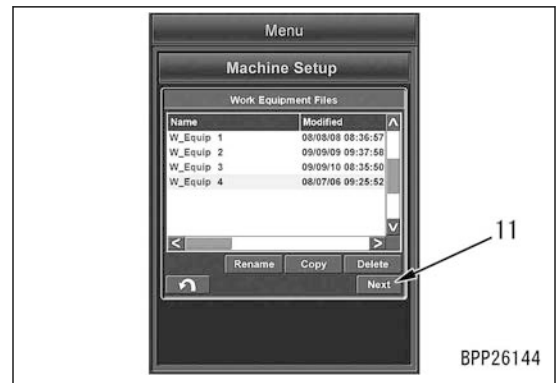 Menu
Machine Setup
Work Equipment Files
Name Modified
W_Equip 1 08/08/08 08:36:57
W_Equip 2 09/09/09 09:37:58
W_Equip 3 09/09/10 08:35:50
W_Equip 4 08/07/06 09:25:52
Rename Copy Delete
Next
11
BPP26144